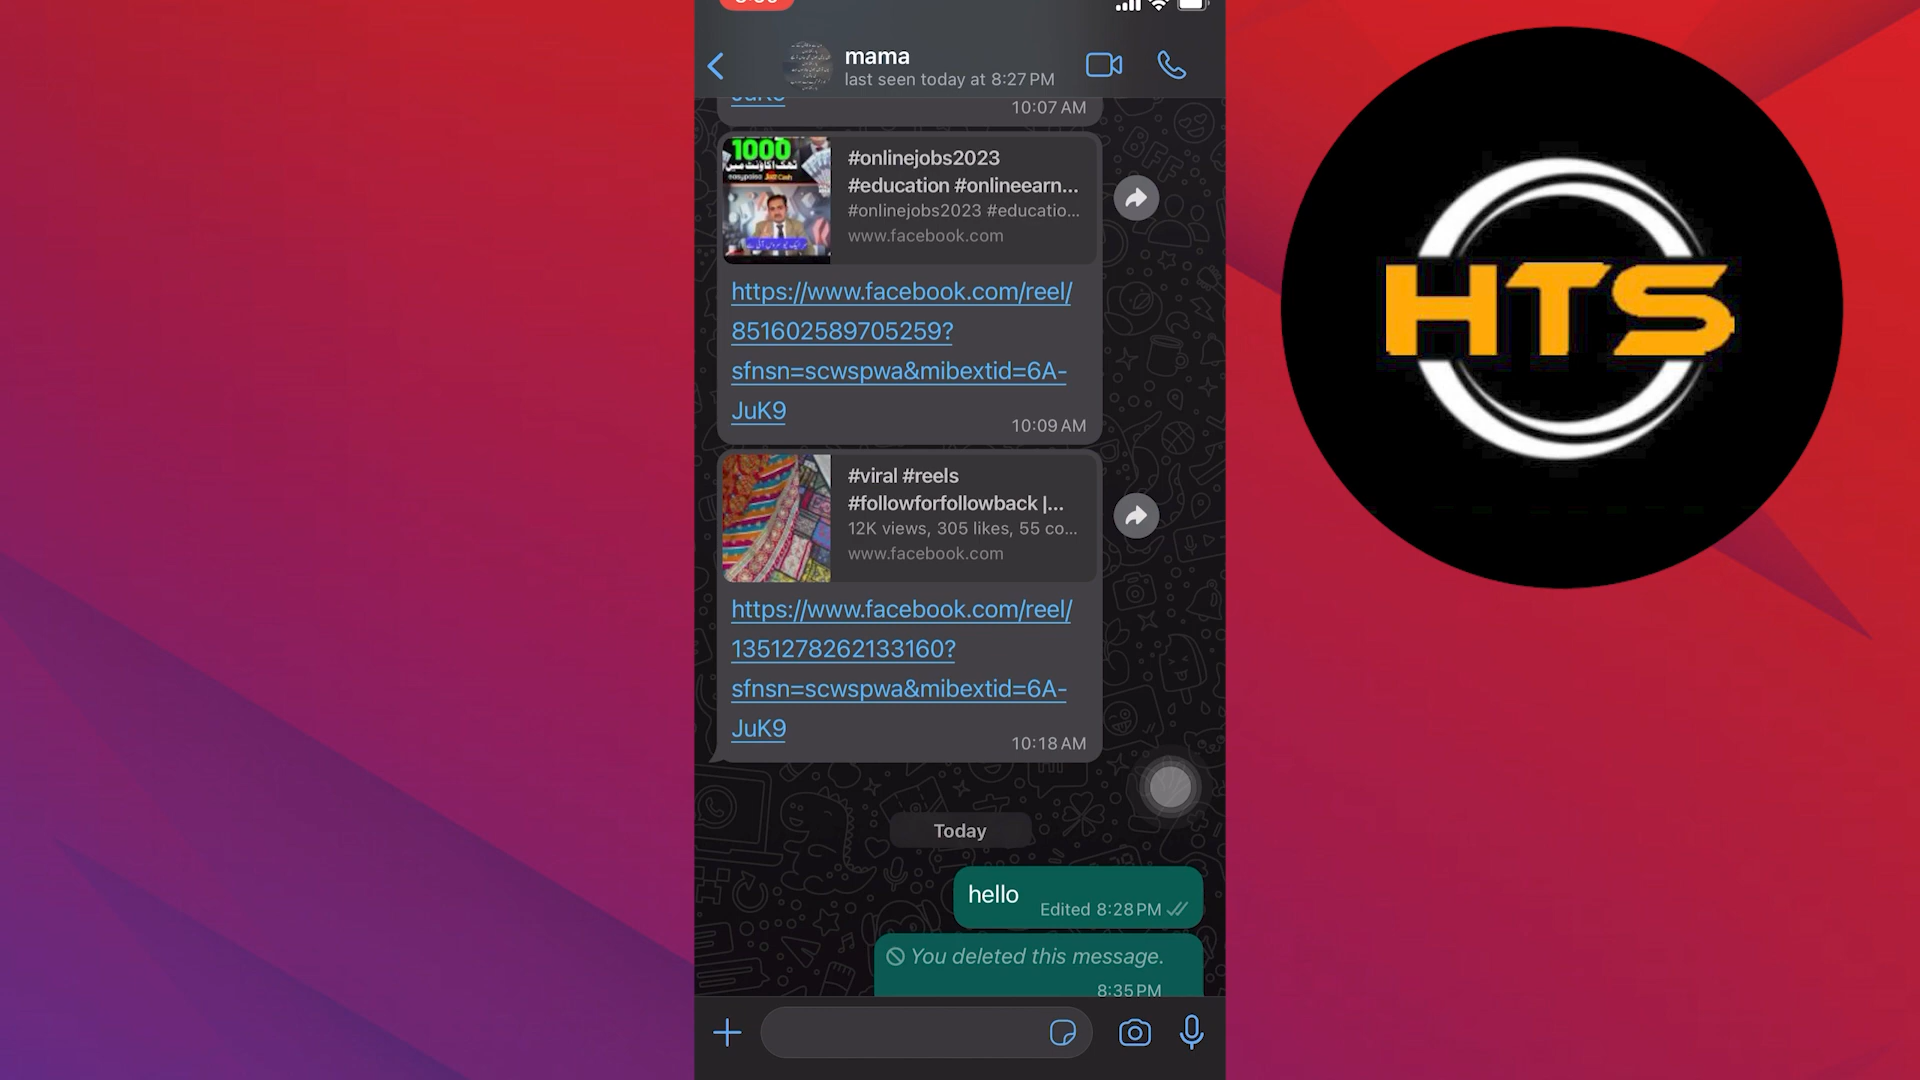 mama
last seen today at 8:27 PM
JuK9
10:07 AM
1000
easypaisa JazzCash
#onlinejobs2023
#education #onlineearn...
#onlinejobs2023 #educatio...
www.facebook.com
https://www.facebook.com/reel/
851602589705259?
sfnsn=scwspwa&mibextid=6A-
JuK9
10:09 AM
#viral #reels
#followforfollowback |...
12K views, 305 likes, 55 co...
www.facebook.com
https://www.facebook.com/reel/
1351278262133160?
sfnsn=scwspwa&mibextid=6A-
JuK9
10:18 AM
Today
hello
Edited 8:28 PM
You deleted this message.
8:35 PM
HTS